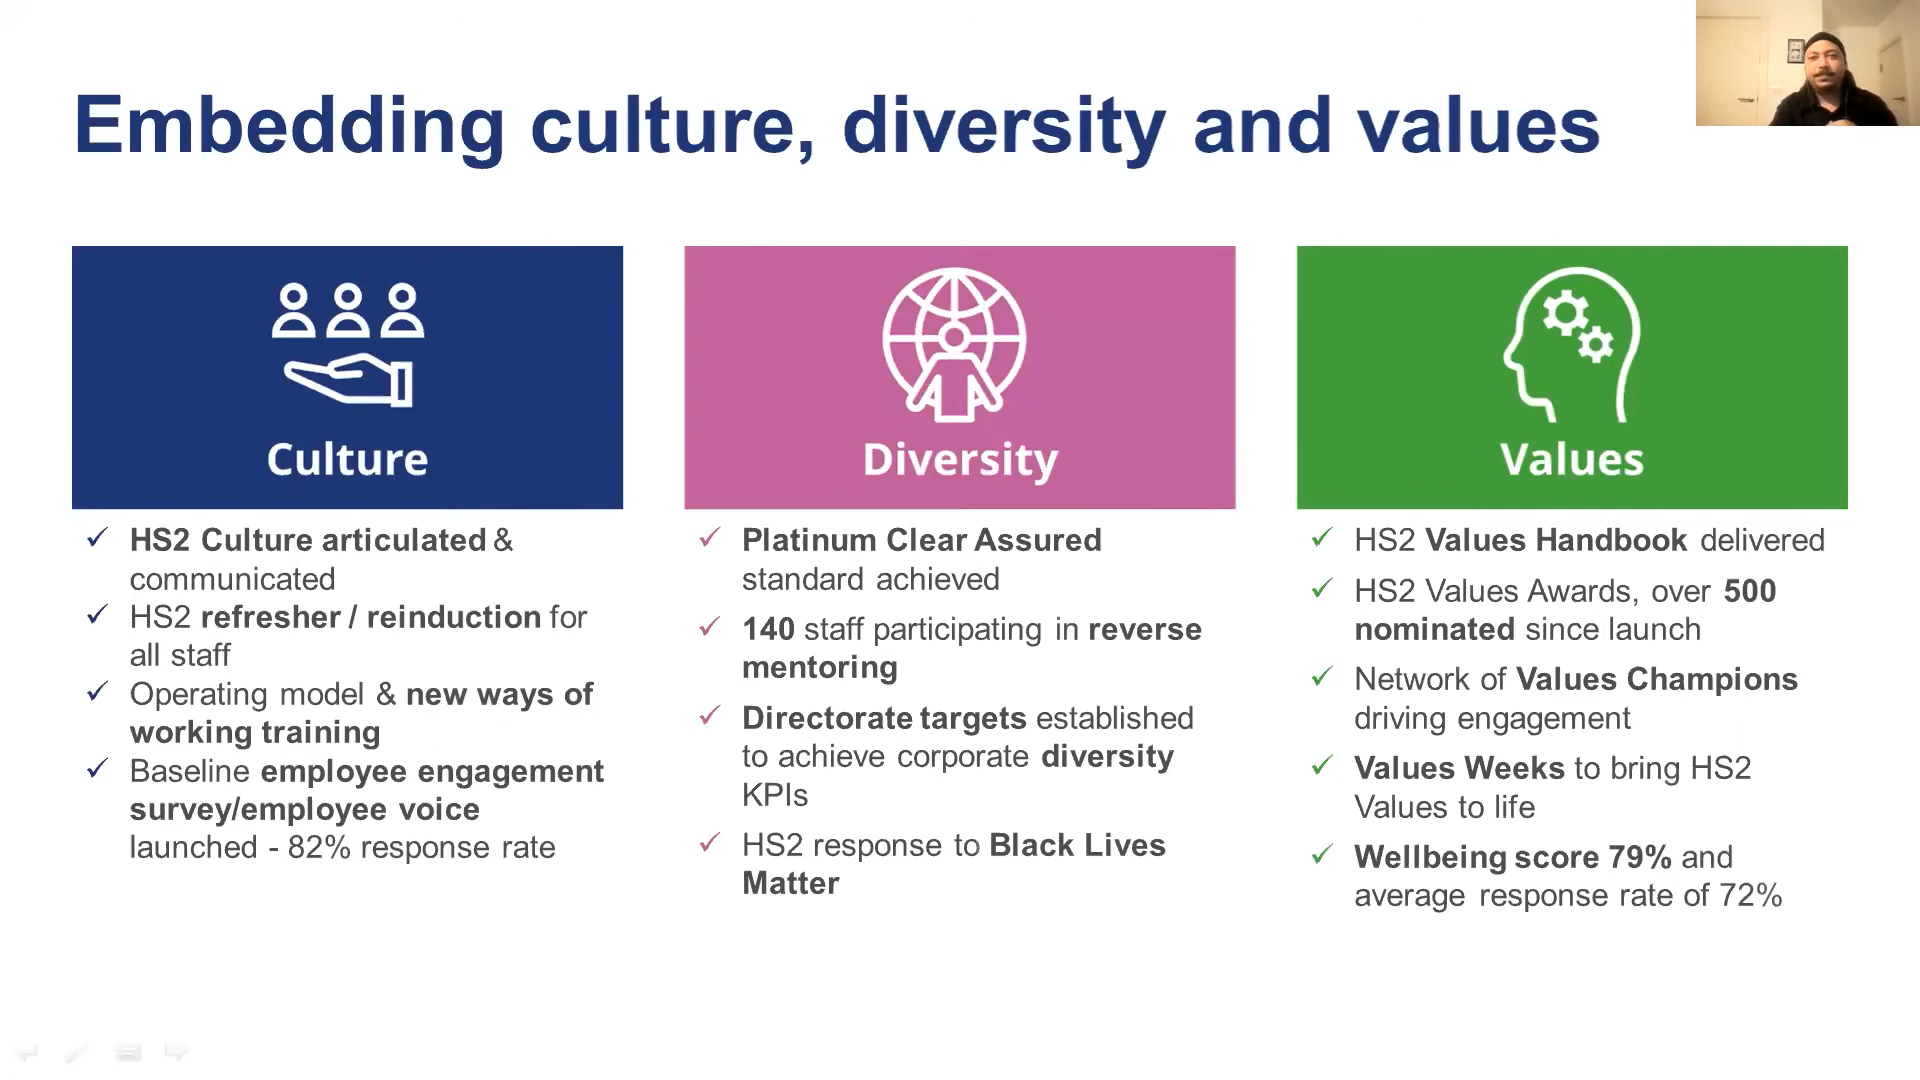 Embedding culture, diversity and values
Culture
HS2 Culture articulated &
communicated
HS2 refresher / reinduction for
all staff
Operating model & new ways of
working training
Baseline employee engagement
survey/employee voice
launched - 82% response rate
Diversity
Platinum Clear Assured
standard achieved
140 staff participating in reverse
mentoring
Directorate targets established
to achieve corporate diversity
KPIs
HS2 response to Black Lives
Matter
Values
HS2 Values Handbook delivered
HS2 Values Awards, over 500
nominated since launch
Network of Values Champions
driving engagement
Values Weeks to bring HS2
Values to life
Wellbeing score 79% and
average response rate of 72%